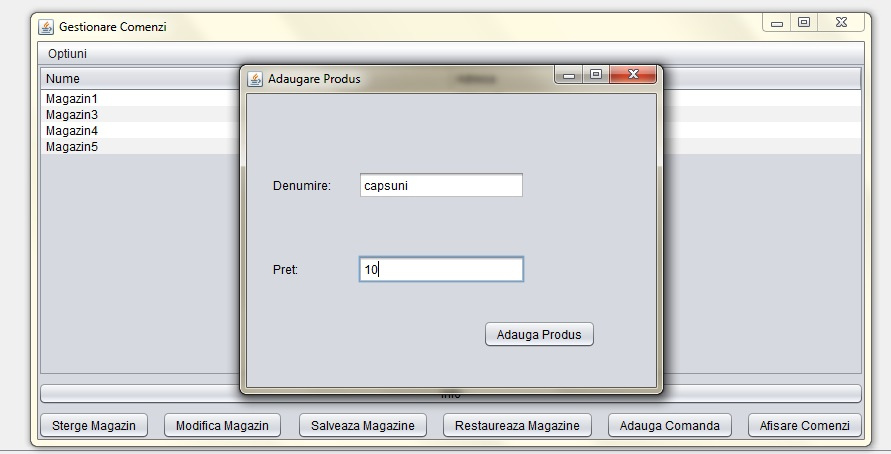 Gestionare Comenzi
Optiuni
Nume
Magazin1
Magazin3
Magazin4
Magazin5
Adaugare Produs
Denumire: capsuni
Pret: 10
Adauga Produs
Sterge Magazin Modifica Magazin Salveaza Magazine Restaureaza Magazine Adauga Comanda Afisare Comenzi